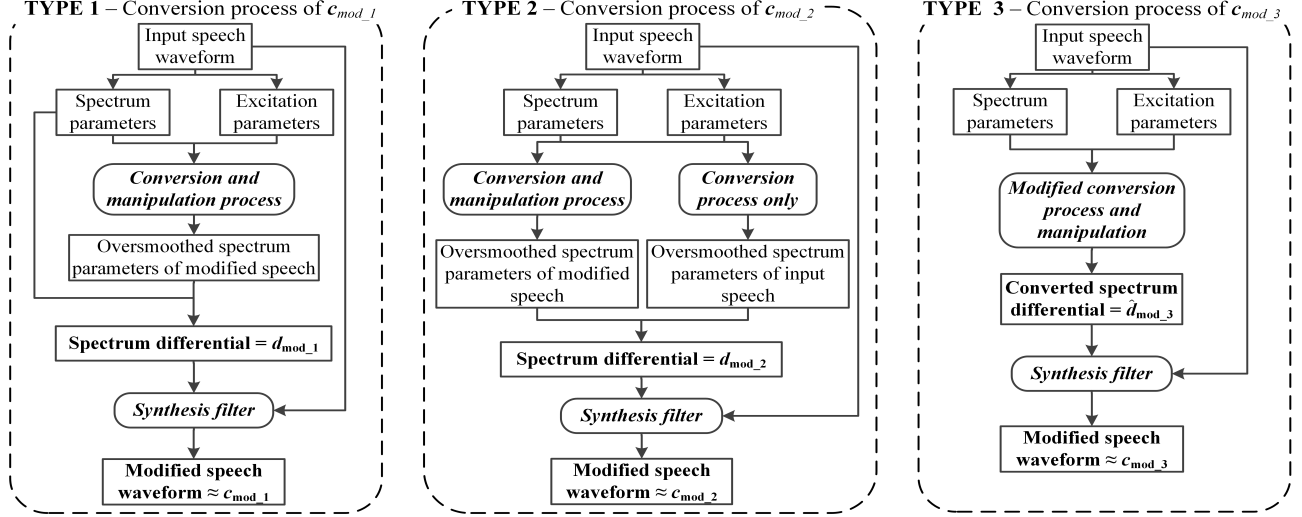 TYPE 1 – Conversion process of c_mod_1
Input speech
waveform
Spectrum
parameters
Excitation
parameters
Conversion and
manipulation process
Oversmoothed spectrum
parameters of modified speech
Spectrum differential = d_mod_1
Synthesis filter
Modified speech
waveform ≈ c_mod_1
TYPE 2 – Conversion process of c_mod_2
Input speech
waveform
Spectrum
parameters
Excitation
parameters
Conversion and
manipulation process
Conversion
process only
Oversmoothed spectrum
parameters of modified
speech
Oversmoothed spectrum
parameters of input
speech
Spectrum differential = d_mod_2
Synthesis filter
Modified speech
waveform ≈ c_mod_2
TYPE 3 – Conversion process of c_mod_3
Input speech
waveform
Spectrum
parameters
Excitation
parameters
Modified conversion
process and
manipulation
Converted spectrum
differential = d̂_mod_3
Synthesis filter
Modified speech
waveform ≈ c_mod_3